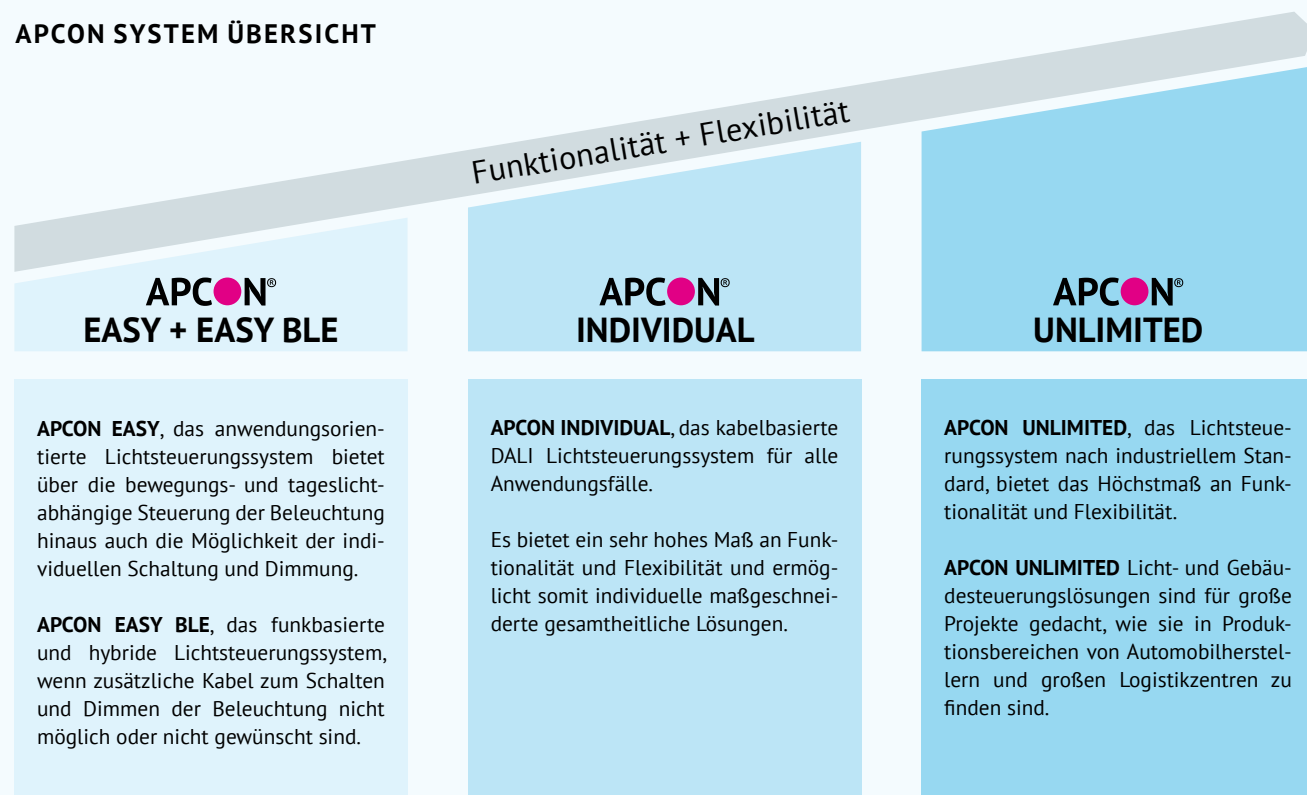 APCON SYSTEM ÜBERSICHT
Funktionalität + Flexibilität
APCON®
EASY + EASY BLE
APCON EASY, das anwendungsorien-
tierte Lichtsteuerungssystem bietet
über die bewegungs- und tageslicht-
abhängige Steuerung der Beleuchtung
hinaus auch die Möglichkeit der indi-
viduellen Schaltung und Dimmung.
APCON EASY BLE, das funkbasierte
und hybride Lichtsteuerungssystem,
wenn zusätzliche Kabel zum Schalten
und Dimmen der Beleuchtung nicht
möglich oder nicht gewünscht sind.
APCON®
INDIVIDUAL
APCON INDIVIDUAL, das kabelbasierte
DALI Lichtsteuerungssystem für alle
Anwendungsfälle.
Es bietet ein sehr hohes Maß an Funk-
tionalität und Flexibilität und ermög-
licht somit individuelle maßgeschnei-
derte gesamtheitliche Lösungen.
APCON®
UNLIMITED
APCON UNLIMITED, das Lichtsteue-
rungssystem nach industriellem Stan-
dard, bietet das Höchstmaß an Funk-
tionalität und Flexibilität.
APCON UNLIMITED Licht- und Gebäu-
desteuerungslösungen sind für große
Projekte gedacht, wie sie in Produk-
tionsbereichen von Automobilherstel-
lern und großen Logistikzentren zu
finden sind.